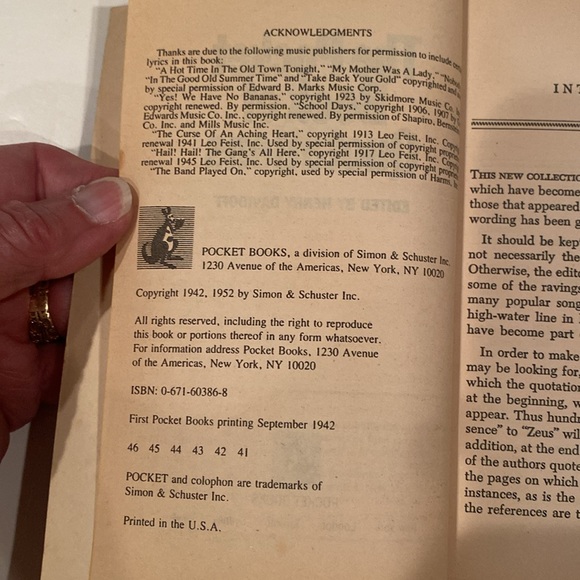 ACKNOWLEDGMENTS
Thanks are due to the following music publishers for permission to include
lyrics in this book:
"A Hot Time In The Old Town Tonight," "My Mother Was A Lady,"
"In The Good Old Summer Time" and "Take Back Your Gold" copyrighted and
by special permission of Edward B. Marks Music Corp.
"Yes! We Have No Bananas," copyright 1923 by Skidmore Music Co.
copyright renewed. By permission. "School Days," copyright 1906, 1907 by
Edwards Music Co. Inc., copyright renewed. By permission of Shapiro,
Co. Inc. and Mills Music Inc.
"The Curse Of An Aching Heart," copyright 1913 Leo Feist, Inc.
renewal 1941 Leo Feist, Inc. Used by special permission of copyright
"Hail! Hail! The Gang's All Here," copyright 1917 Leo Feist, Inc.
renewal 1945 Leo Feist, Inc. Used by special permission of copyright
"The Band Played On," copyright, used by special permission of Harms,
POCKET BOOKS, a division of Simon & Schuster Inc.
1230 Avenue of the Americas, New York, NY 10020
Copyright 1942, 1952 by Simon & Schuster Inc.
All rights reserved, including the right to reproduce
this book or portions thereof in any form whatsoever.
For information address Pocket Books, 1230 Avenue
of the Americas, New York, NY 10020
ISBN: 0-671-60386-8
First Pocket Books printing September 1942
46 45 44 43 42 41
POCKET and colophon are trademarks of
Simon & Schuster Inc.
Printed in the U.S.A.
INT
THIS NEW COLLECTIO
which have become
those that appeared
wording has been g
It should be kep
not necessarily the
Otherwise, the edit
some of the ravings
many popular song
high-water line in
have become part
In order to make
may be looking for,
which the quotation
at the beginning, w
appear. Thus hundr
sence" to "Zeus" wil
addition, at the end
of the authors quote
the pages on which
instances, as is the
the references are t